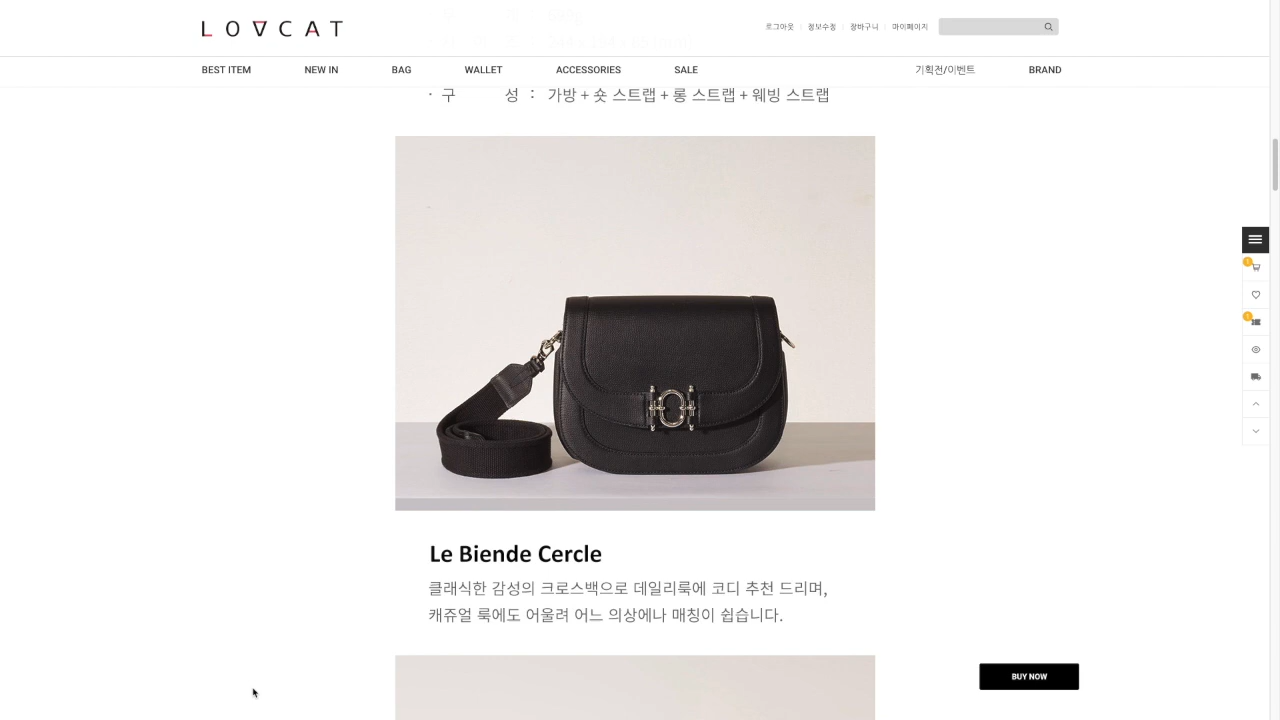 LOVCAT
로그아웃 정보수정 장바구니 마이페이지
BEST ITEM NEW IN BAG WALLET ACCESSORIES SALE 기획전/이벤트 BRAND
· 구 성 : 가방 + 숏 스트랩 + 롱 스트랩 + 웨빙 스트랩
Le Biende Cercle
클래식한 감성의 크로스백으로 데일리룩에 코디 추천 드리며,
캐쥬얼 룩에도 어울려 어느 의상에나 매칭이 쉽습니다.
BUY NOW